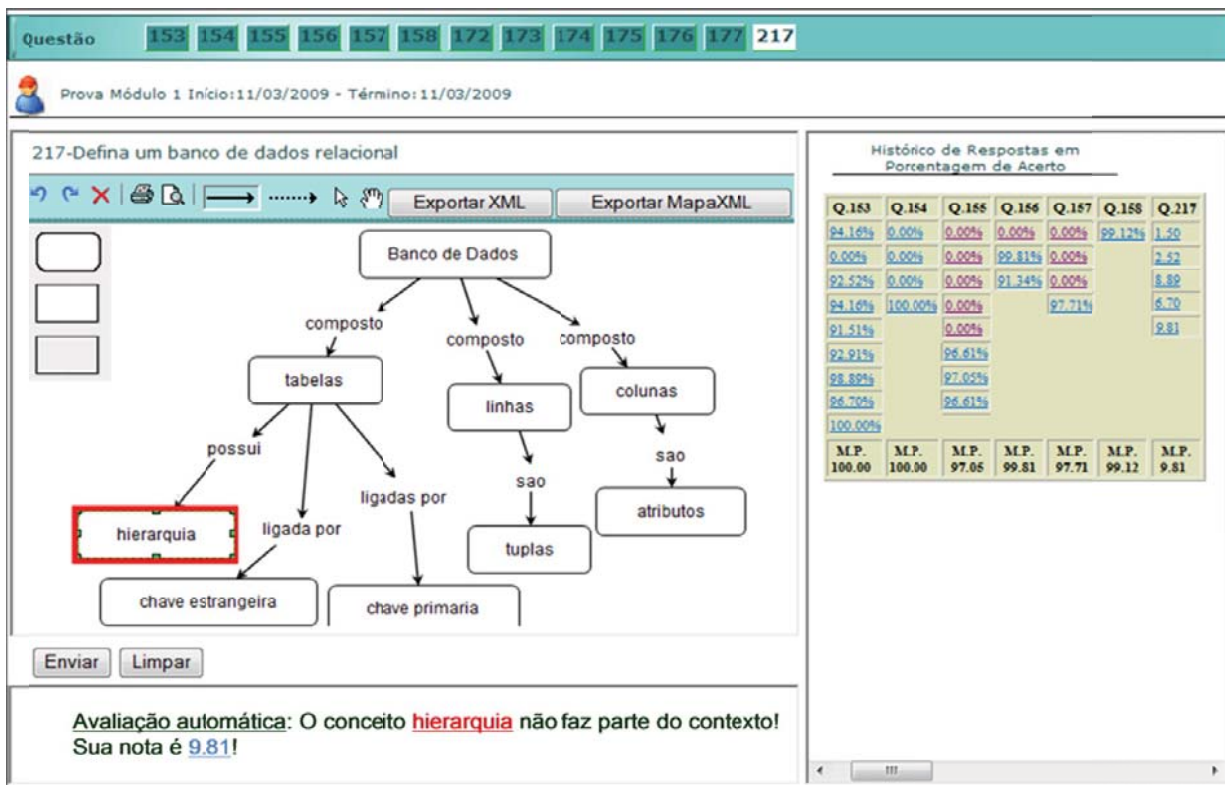 Questão 153 154 155 156 157 158 172 173 174 175 176 177 217
Prova Módulo 1 Início:11/03/2009 - Término:11/03/2009
217-Defina um banco de dados relacional
Exportar XML Exportar MapaXML
Banco de Dados
composto composto composto
tabelas linhas colunas
possui ligada por ligadas por sao sao
hierarquia tuplas atributos
chave estrangeira chave primaria
Enviar Limpar
Avaliação automática: O conceito hierarquia não faz parte do contexto!
Sua nota é 9.81!
Histórico de Respostas em
Porcentagem de Acerto
Q.153 Q.154 Q.155 Q.156 Q.157 Q.158 Q.217
94.16% 0.00% 0.00% 0.00% 0.00% 99.12% 1.50
0.00% 0.00% 0.00% 99.81% 0.00% 2.52
92.52% 0.00% 0.00% 91.34% 0.00% 8.89
94.16% 100.00% 0.00% 97.71% 6.70
91.51% 0.00% 9.81
92.91% 96.61%
98.89% 97.05%
96.70% 96.61%
100.00%
M.P. M.P. M.P. M.P. M.P. M.P. M.P.
100.00 100.00 97.05 99.81 97.71 99.12 9.81